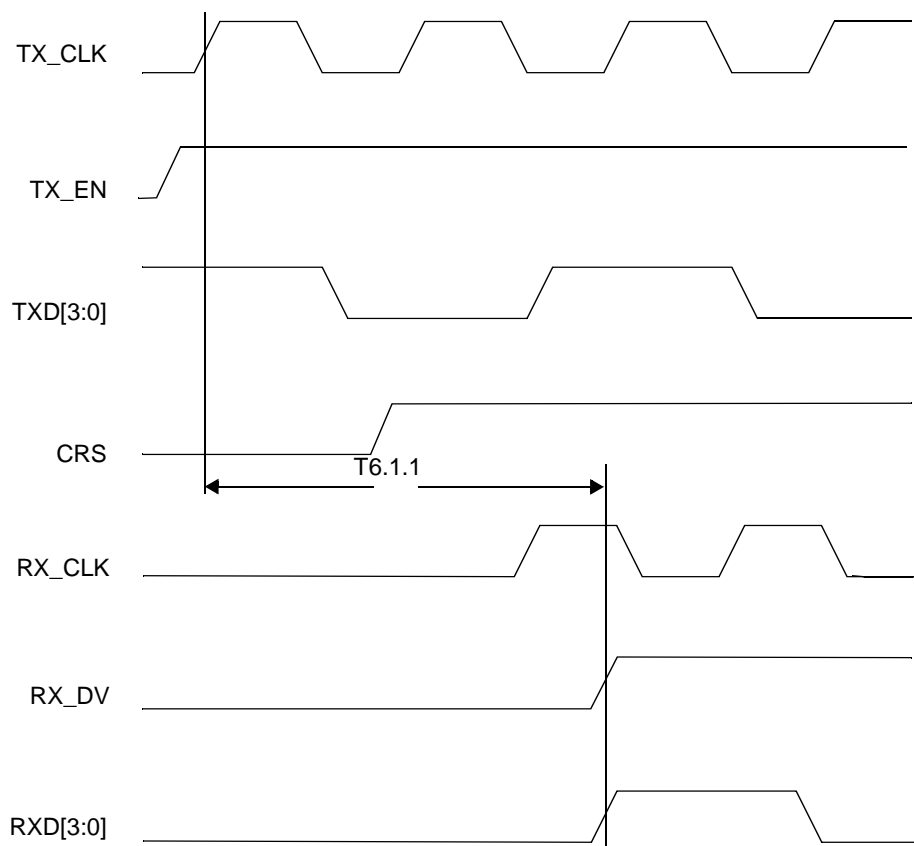 TX_CLK
TX_EN
TXD[3:0]
CRS
T6.1.1
RX_CLK
RX_DV
RXD[3:0]